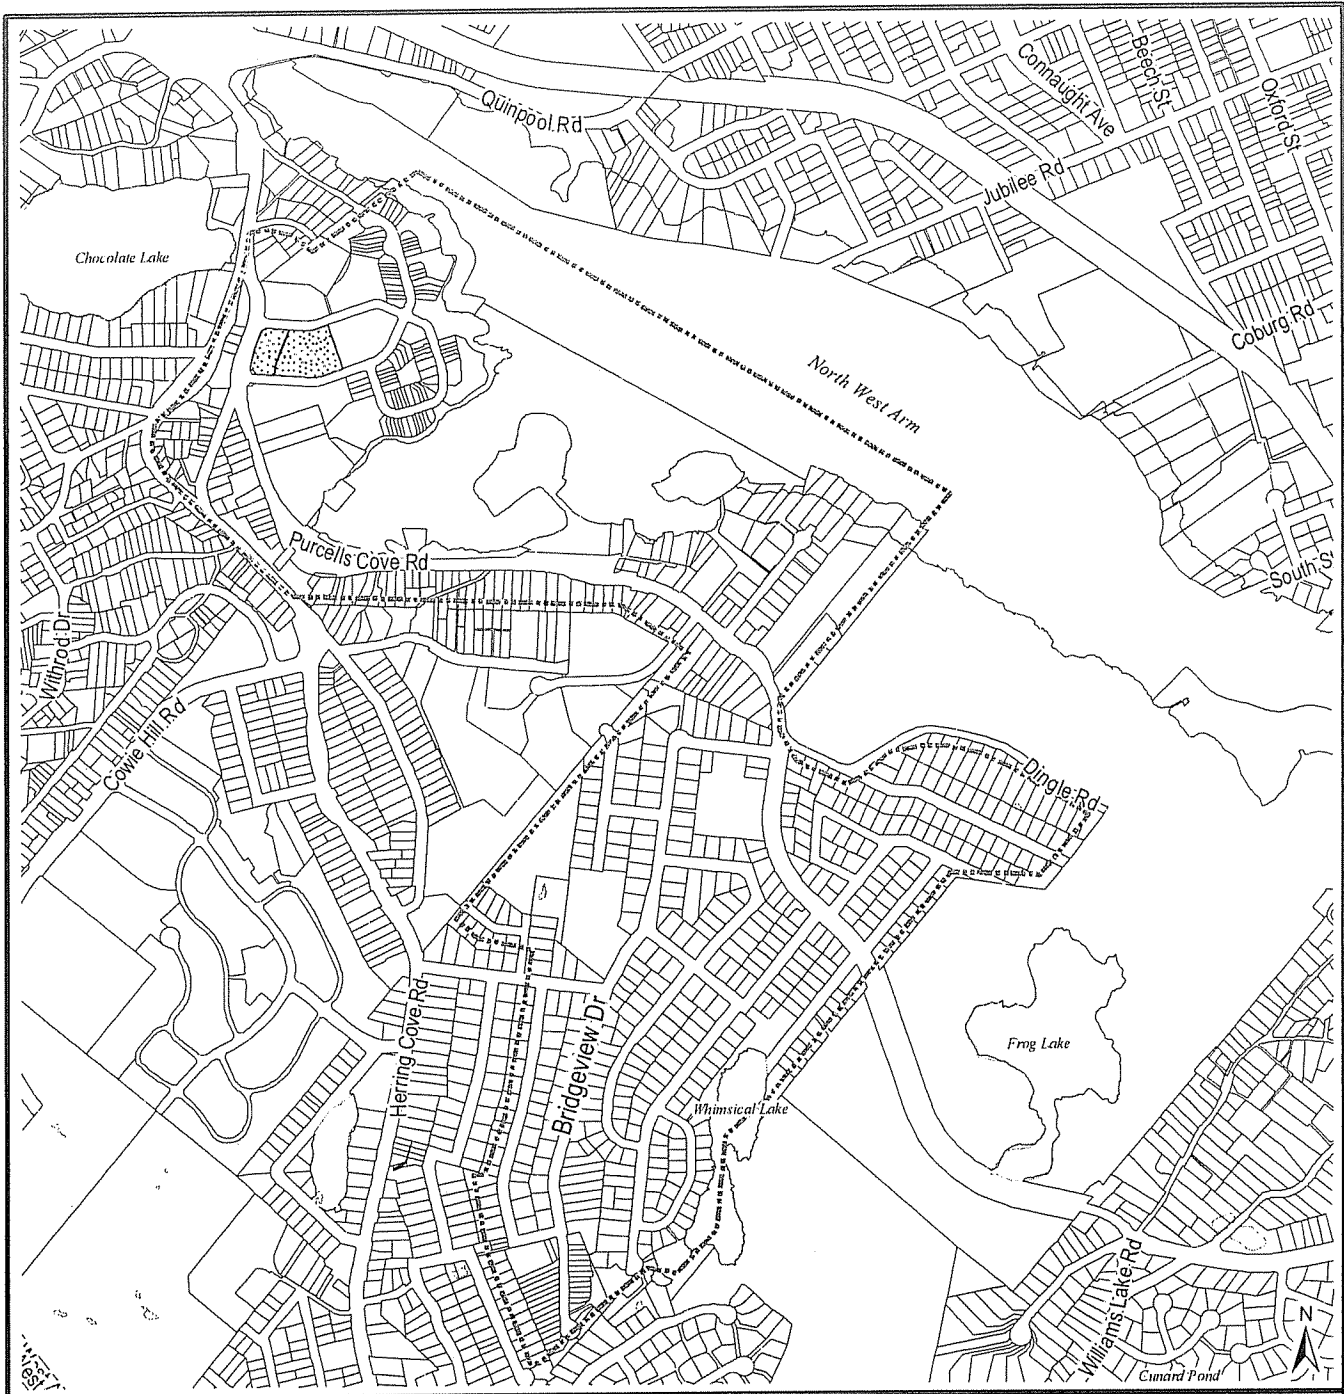 Connaught Ave
Beech St
Oxford St
Quinpool Rd
Jubilee Rd
Chocolate Lake
Coburg Rd
North West Arm
Purcells Cove Rd
South S
Withrod Dr
Cowie Hill Rd
Dingle Rd
Herring Cove Rd
Bridgeview Dr
Frog Lake
Whimsical Lake
Williams Lake Rd
N
Cunard Pond